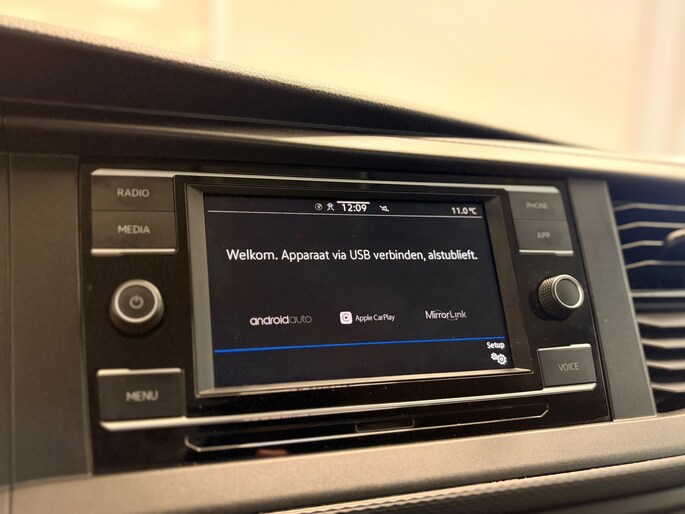 RADIO
MEDIA
MENU
12:09
11.0°C
Welkom. Apparaat via USB verbinden, alstublieft.
androidauto
Apple CarPlay
MirrorLink
Setup
PHONE
APP
VOICE